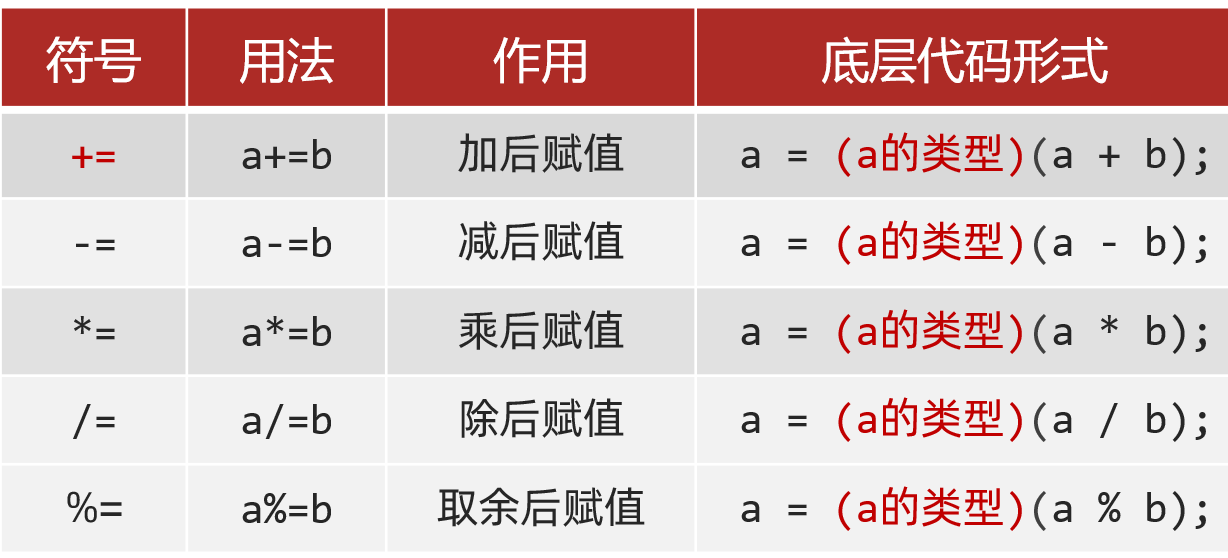 符号 用法 作用 底层代码形式
+= a+=b 加后赋值 a = (a的类型)(a + b);
-= a-=b 减后赋值 a = (a的类型)(a - b);
*= a*=b 乘后赋值 a = (a的类型)(a * b);
/= a/=b 除后赋值 a = (a的类型)(a / b);
%= a%=b 取余后赋值 a = (a的类型)(a % b);